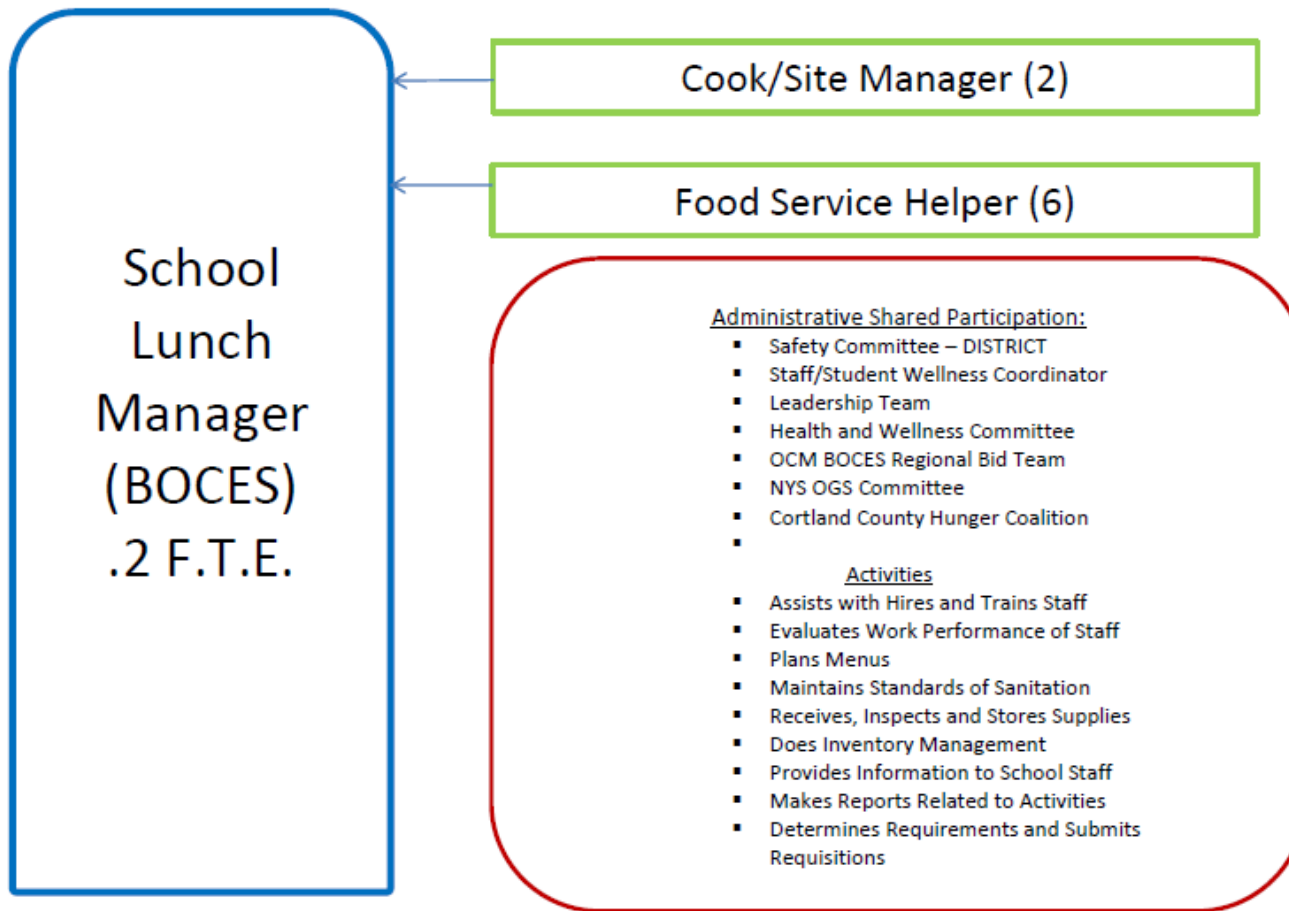 School
Lunch
Manager
(BOCES)
.2 F.T.E.
Cook/Site Manager (2)
Food Service Helper (6)
Administrative Shared Participation:
▪ Safety Committee – DISTRICT
▪ Staff/Student Wellness Coordinator
▪ Leadership Team
▪ Health and Wellness Committee
▪ OCM BOCES Regional Bid Team
▪ NYS OGS Committee
▪ Cortland County Hunger Coalition
▪
Activities
▪ Assists with Hires and Trains Staff
▪ Evaluates Work Performance of Staff
▪ Plans Menus
▪ Maintains Standards of Sanitation
▪ Receives, Inspects and Stores Supplies
▪ Does Inventory Management
▪ Provides Information to School Staff
▪ Makes Reports Related to Activities
▪ Determines Requirements and Submits
Requisitions